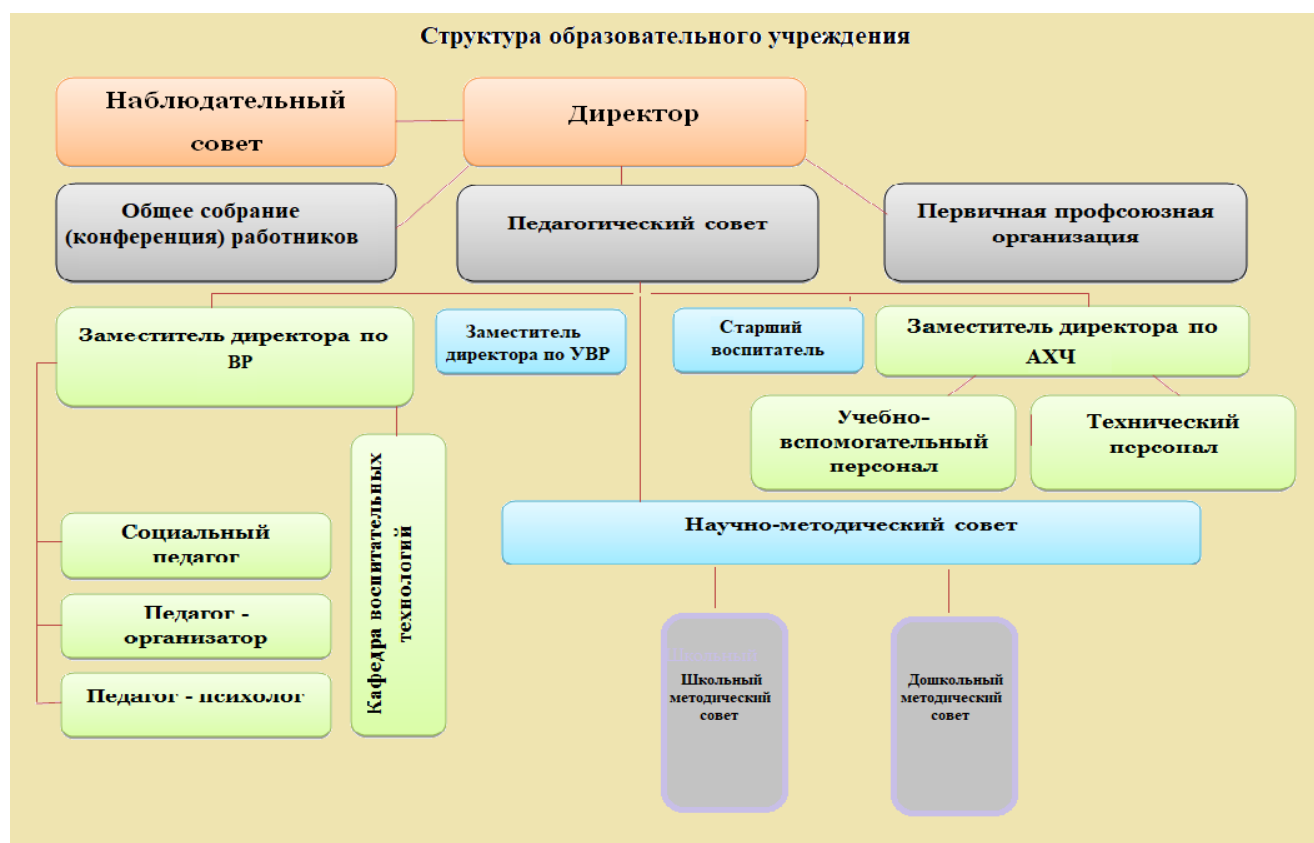 Структура образовательного учреждения
Наблюдательный
совет
Директор
Общее собрание
(конференция) работников
Педагогический совет
Первичная профсоюзная
организация
Заместитель директора по
ВР
Заместитель
директора по УВР
Старший
воспитатель
Заместитель директора по
АХЧ
Учебно-
вспомогательный
персонал
Технический
персонал
Кафедра воспитательных
технологий
Социальный
педагог
Педагог -
организатор
Педагог - психолог
Научно-методический совет
Школьный
методический
совет
Дошкольный
методический
совет